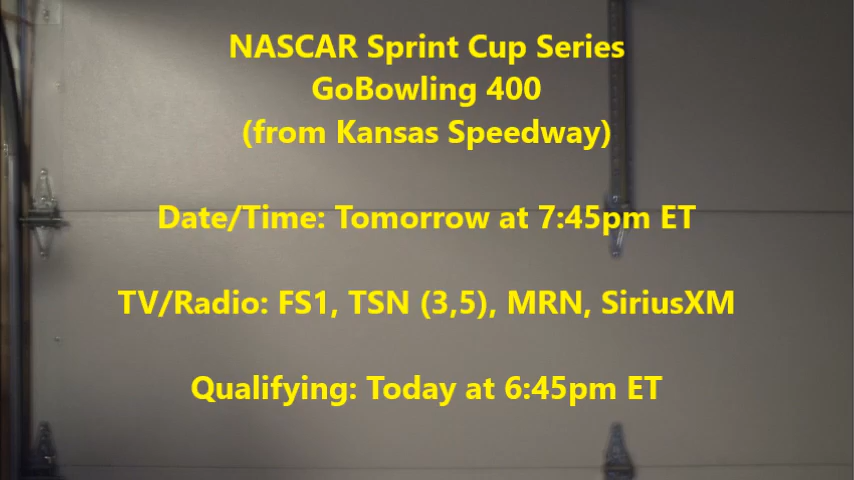 NASCAR Sprint Cup Series
GoBowling 400
(from Kansas Speedway)
Date/Time: Tomorrow at 7:45pm ET
TV/Radio: FS1, TSN (3,5), MRN, SiriusXM
Qualifying: Today at 6:45pm ET